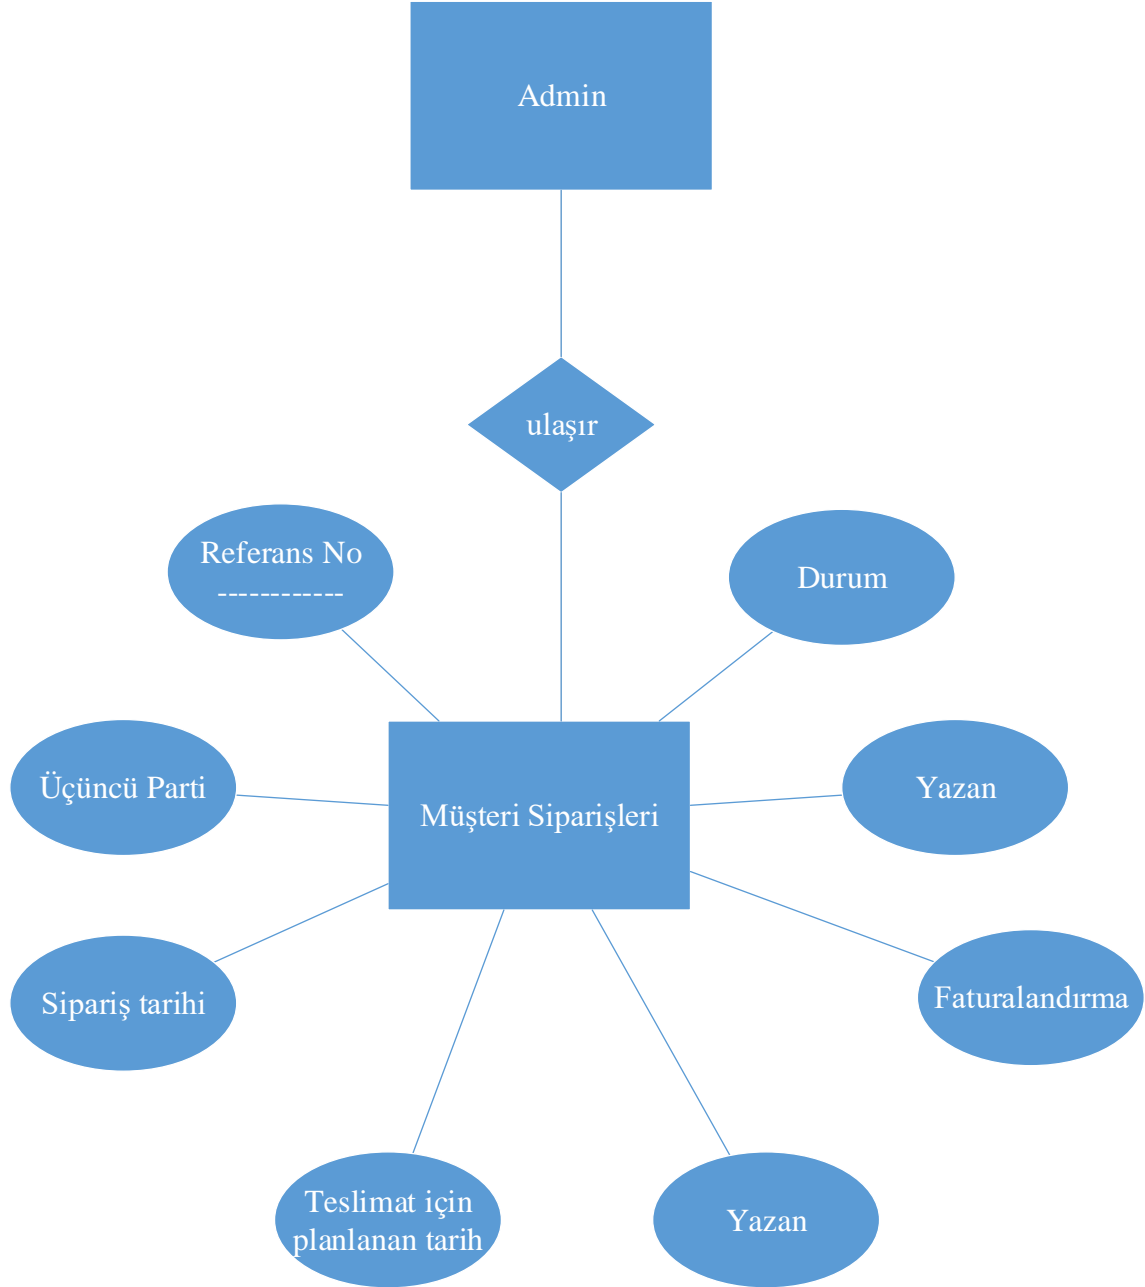 Admin
ulaşır
Referans No
------------
Durum
Üçüncü Parti
Müşteri Siparişleri
Yazan
Sipariş tarihi
Faturalandırma
Teslimat için
planlanan tarih
Yazan